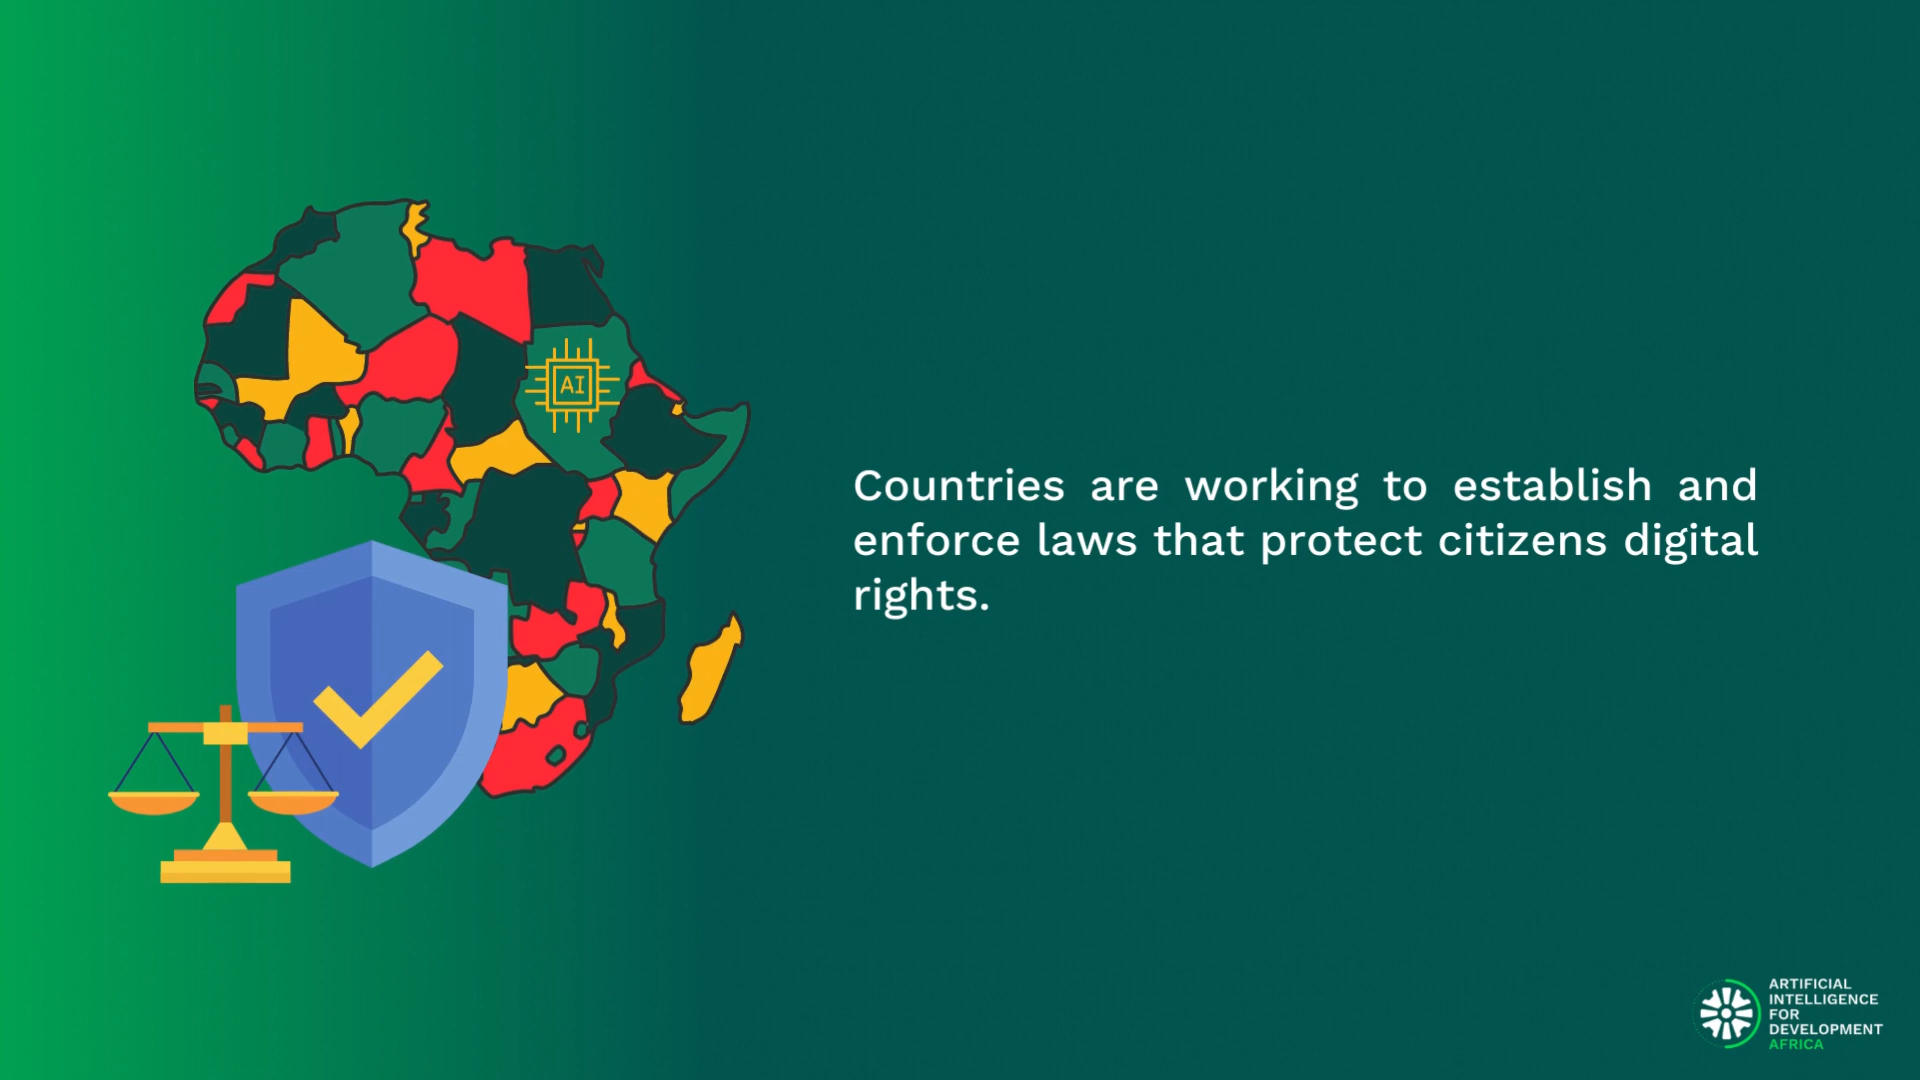 AI
Countries are working to establish and
enforce laws that protect citizens digital
rights.
ARTIFICIAL
INTELLIGENCE
FOR
DEVELOPMENT
AFRICA